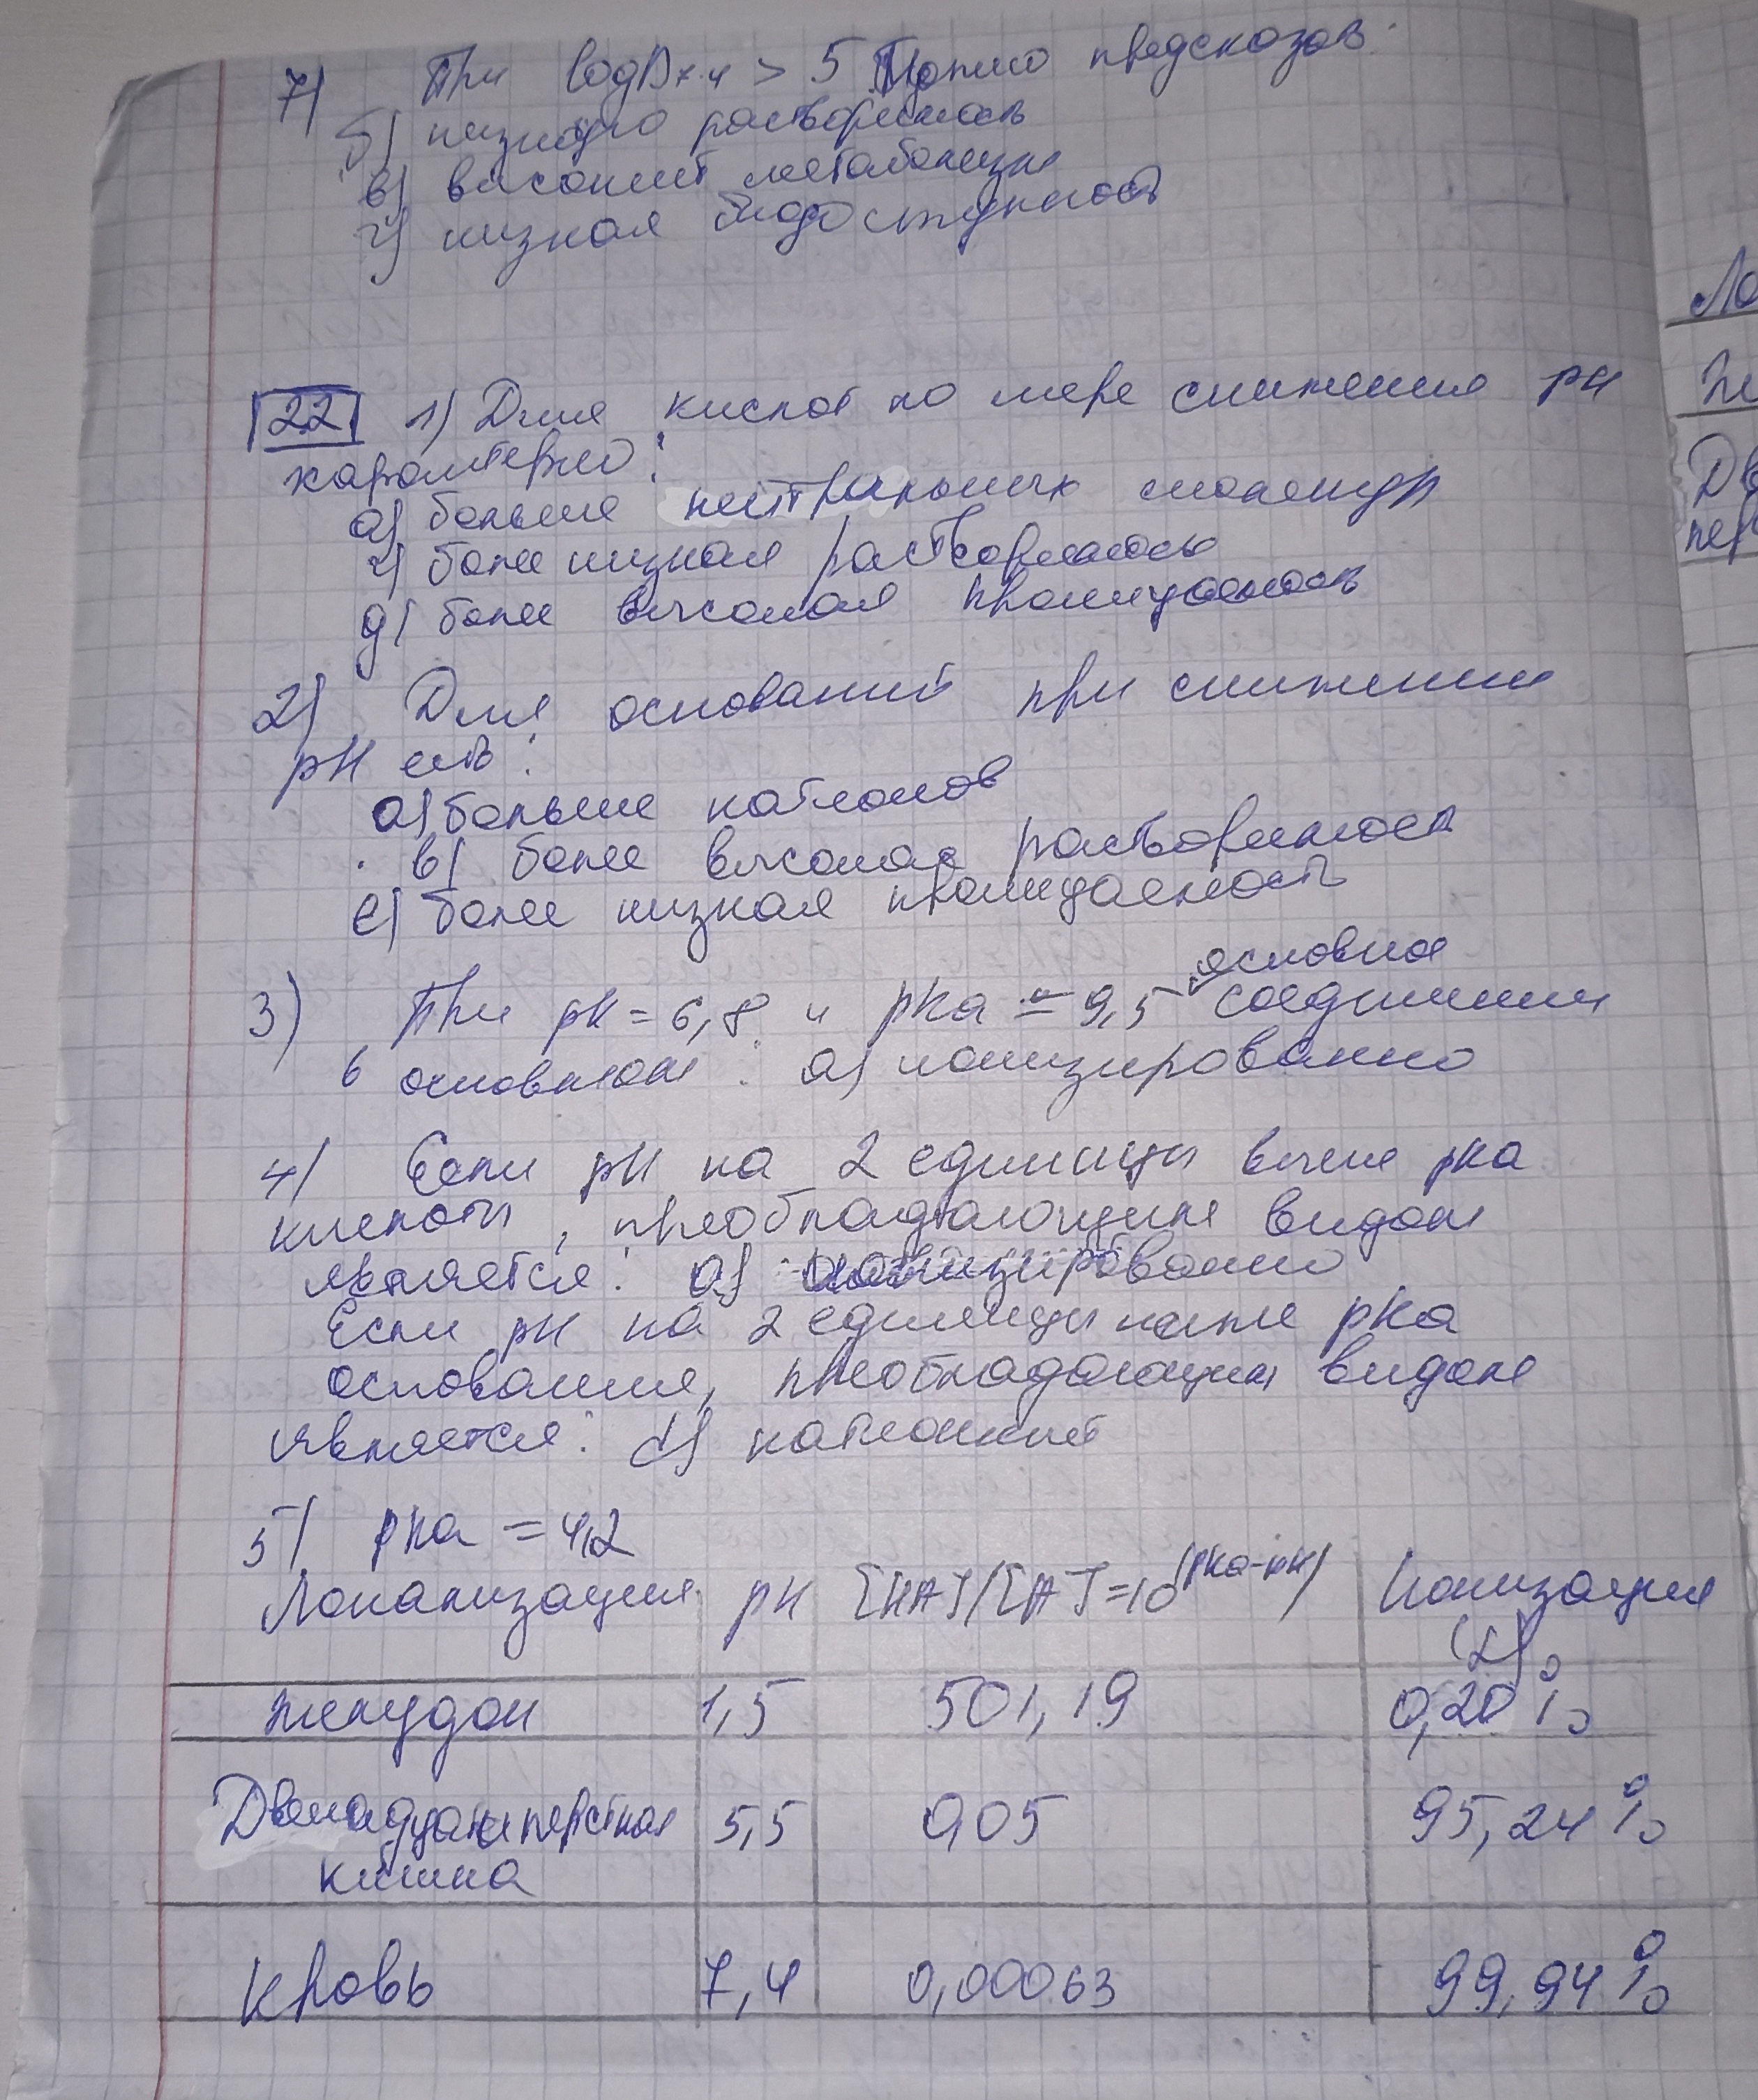 7) При logD7.4 > 5 Можно предсказать:
б) низкую растворимость
в) высокий метаболизм
г) низкая биодоступность
2.2 1) Для кислот по мере снижения pH
характерно:
а) больше нейтральных молекул
г) более низкая растворимость
д) более высокая проницаемость
2) Для оснований при снижении
pH есть:
а) больше катионов
в) более высокая растворимость
е) более низкая проницаемость
3) При pH = 6,8 и pKa = 9,5 основное соединение
в основном: а) ионизировано
4) Если pH на 2 единицы выше pKa
кислоты, преобладающим видом
является: а) ионизировано
Если pH на 2 единицы ниже pKa
основания, преобладающим видом
является: d) катионный
5) pKa = 4,2
Локализация pH [HA]/[A⁻]=10^(pKa-pH) Ионизация
(α)
желудок 1,5 501,19 0,20%
Двенадцатиперстная 5,5 0,05 95,24%
кишка
Кровь 7,4 0,00063 99,94%
Ло
Же
Дв
пер